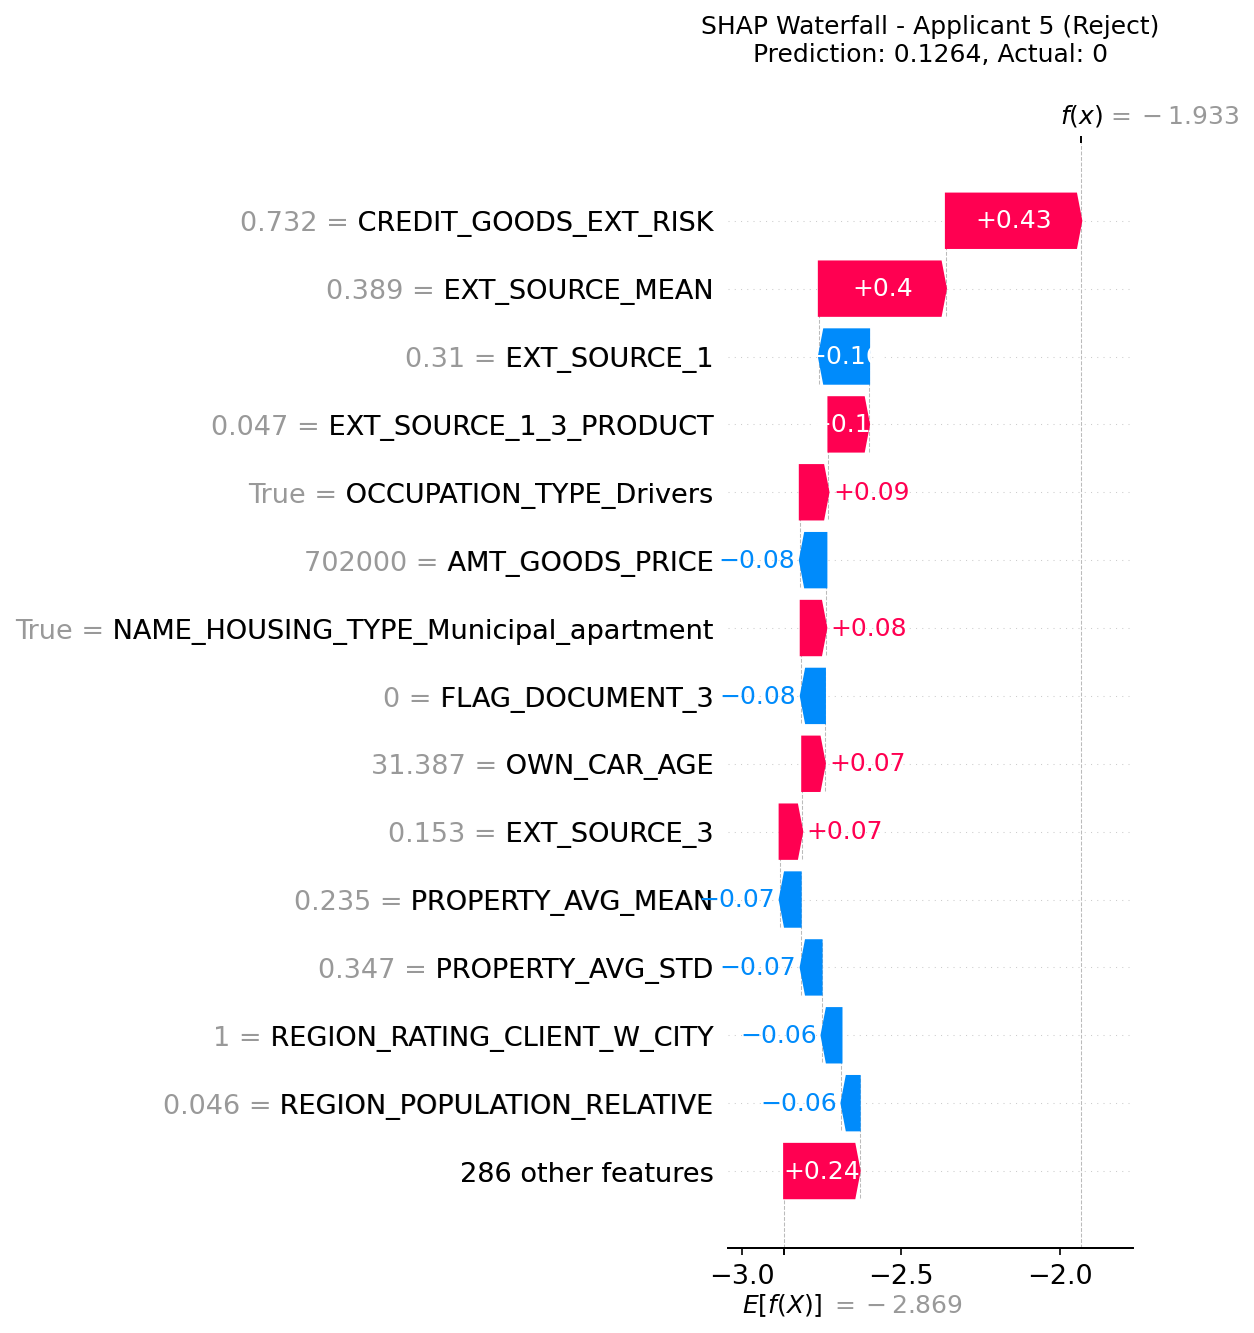 SHAP Waterfall - Applicant 5 (Reject)
Prediction: 0.1264, Actual: 0
f(x) = −1.933
0.732 = CREDIT_GOODS_EXT_RISK +0.43
0.389 = EXT_SOURCE_MEAN +0.4
0.31 = EXT_SOURCE_1
0.047 = EXT_SOURCE_1_3_PRODUCT
True = OCCUPATION_TYPE_Drivers +0.09
702000 = AMT_GOODS_PRICE −0.08
True = NAME_HOUSING_TYPE_Municipal_apartment +0.08
0 = FLAG_DOCUMENT_3 −0.08
31.387 = OWN_CAR_AGE +0.07
0.153 = EXT_SOURCE_3 +0.07
0.235 = PROPERTY_AVG_MEAN −0.07
0.347 = PROPERTY_AVG_STD −0.07
1 = REGION_RATING_CLIENT_W_CITY −0.06
0.046 = REGION_POPULATION_RELATIVE −0.06
286 other features +0.24
−3.0 −2.5 −2.0
E[f(X)] = −2.869